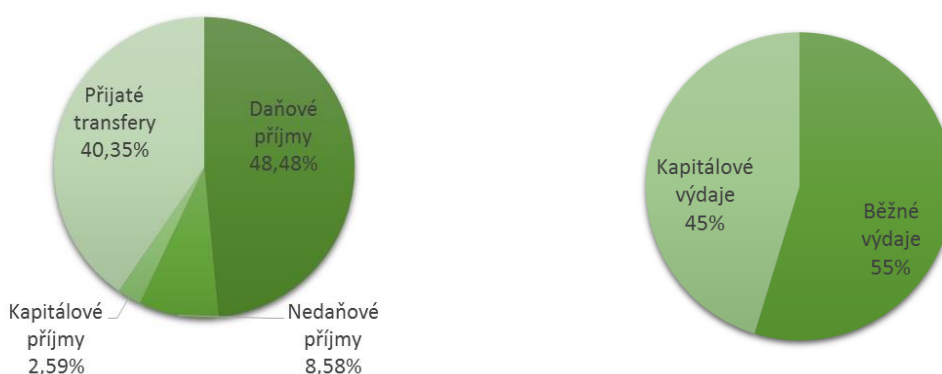 Přijaté
transfery
40,35%
Daňové
příjmy
48,48%
Kapitálové
příjmy
2,59%
Nedaňové
příjmy
8,58%
Kapitálové
výdaje
45%
Běžné
výdaje
55%